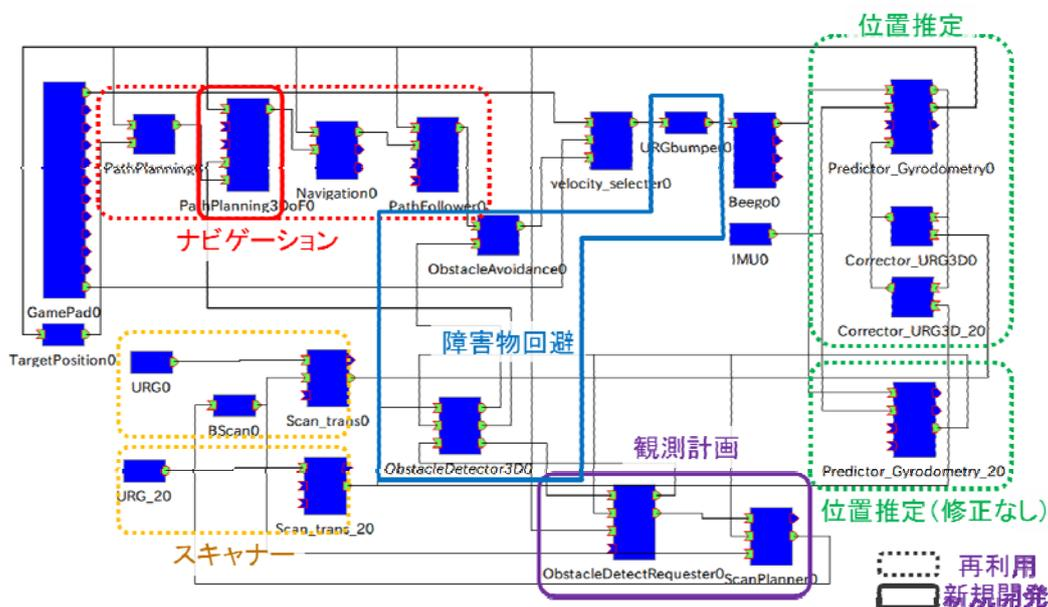 位置推定
PathPlanning
PathPlanning3DoF0
Navigation0
PathFollower0
velocity_selecter0
URGbumper0
Beego0
Predictor_Gyrodometry0
ナビゲーション
ObstacleAvoidance0
IMU0
Corrector_URG3D0
GamePad0
Corrector_URG3D_20
TargetPosition0
障害物回避
URG0
BScan0
Scan_trans0
ObstacleDetector3D0
観測計画
Predictor_Gyrodometry_20
URG_20
Scan_trans_20
位置推定(修正なし)
スキャナー
ObstacleDetectRequester0
ScanPlanner0
再利用
新規開発